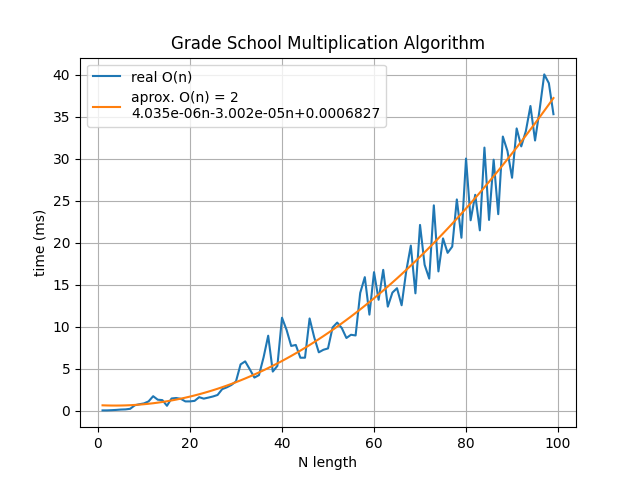 Grade School Multiplication Algorithm
real O(n)
aprox. O(n) = 2
4.035e-06n-3.002e-05n+0.0006827
40
35
30
25
20
15
10
5
0
time (ms)
0 20 40 60 80 100
N length